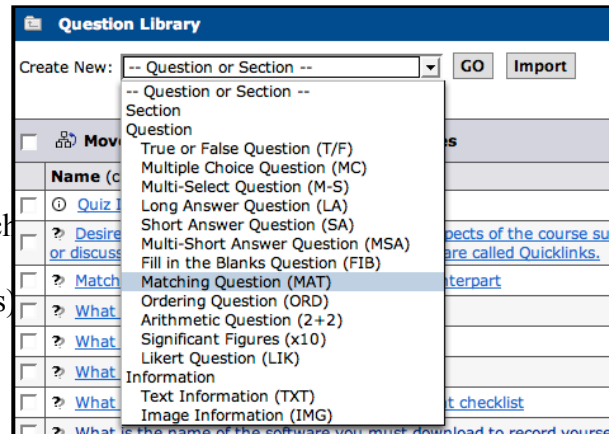 Question Library
Create New: -- Question or Section -- GO Import
-- Question or Section --
Section
Question
True or False Question (T/F)
Multiple Choice Question (MC)
Multi-Select Question (M-S)
Long Answer Question (LA)
Short Answer Question (SA)
Multi-Short Answer Question (MSA)
Fill in the Blanks Question (FIB)
Matching Question (MAT)
Ordering Question (ORD)
Arithmetic Question (2+2)
Significant Figures (x10)
Likert Question (LIK)
Information
Text Information (TXT)
Image Information (IMG)
Mov
Name (c
Quiz I
Desire pects of the course su
or discuss are called Quicklinks.
Match terpart
What
What
What
What t checklist
What is the name of the software you must download to record yourse